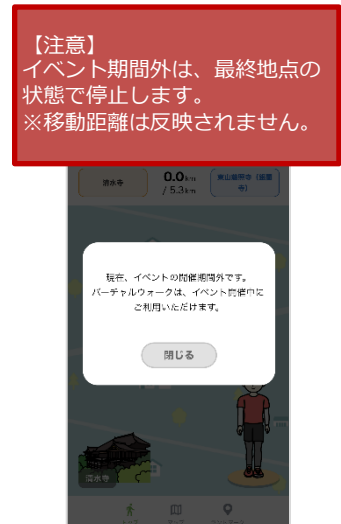 【注意】
イベント期間外は、最終地点の
状態で停止します。
※移動距離は反映されません。
清水寺
0.0km
/ 5.3km
現在、イベントの開催期間外です。
バーチャルウォークは、イベント開催中に
ご利用いただけます。
閉じる
清水寺